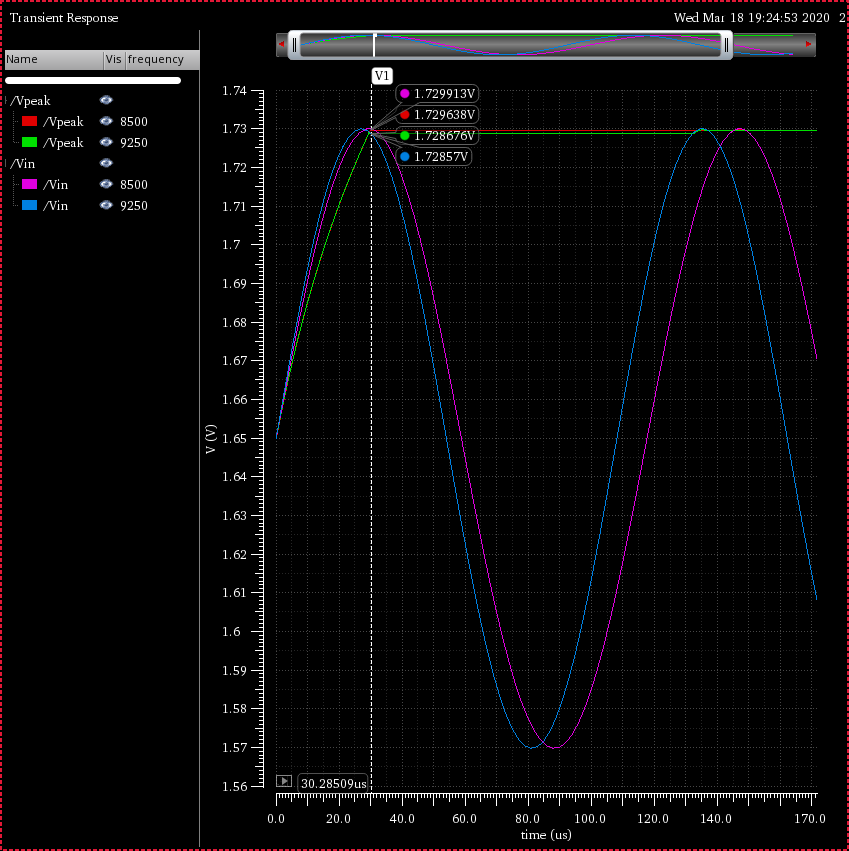 Transient Response
Wed Mar 18 19:24:53 2020 2
Name Vis frequency
/Vpeak
/Vpeak 8500
/Vpeak 9250
/Vin
/Vin 8500
/Vin 9250
V1
1.729913V
1.729638V
1.728676V
1.72857V
1.74
1.73
1.72
1.71
1.7
1.69
1.68
1.67
1.66
1.65
1.64
1.63
1.62
1.61
1.6
1.59
1.58
1.57
1.56
V (V)
30.28509us
0.0 20.0 40.0 60.0 80.0 100.0 120.0 140.0 170.0
time (us)